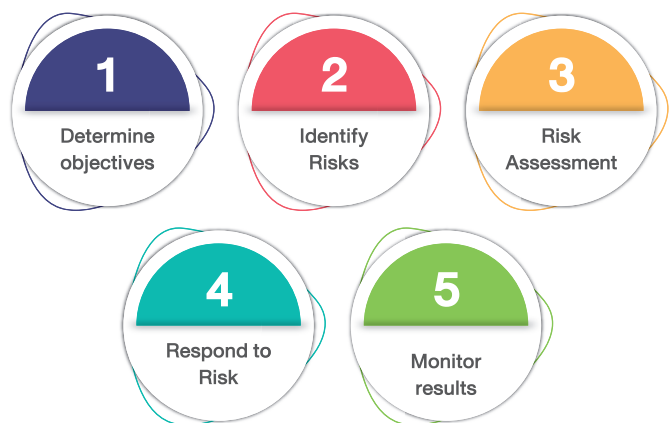 1
Determine
objectives
2
Identify
Risks
3
Risk
Assessment
4
Respond to
Risk
5
Monitor
results